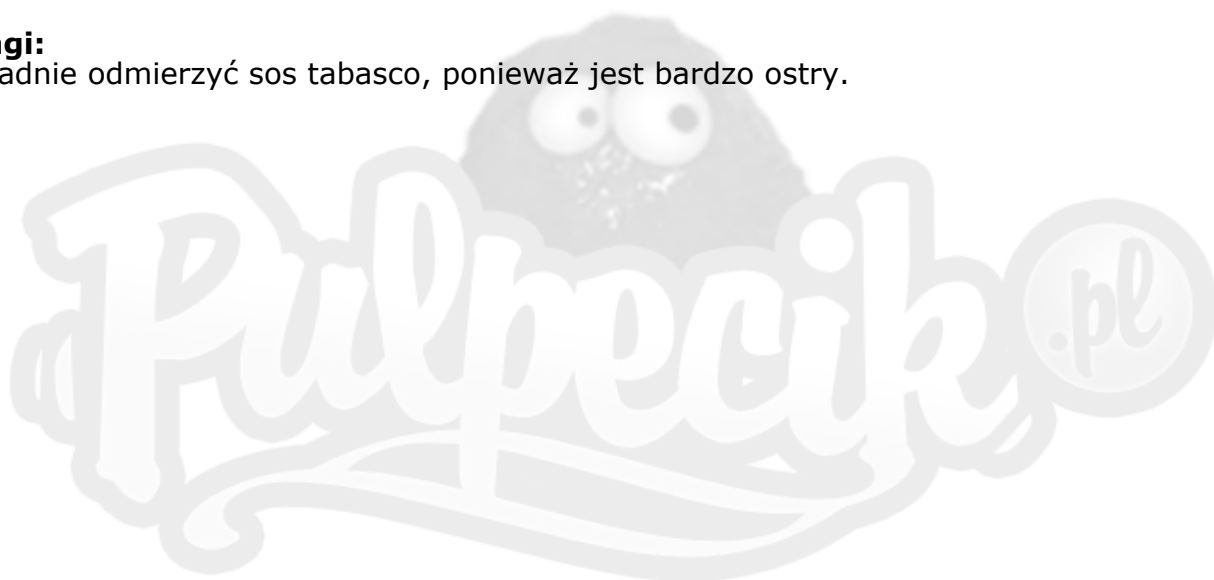 agi:
adnie odmierzyć sos tabasco, ponieważ jest bardzo ostry.
Pulpecik .pl